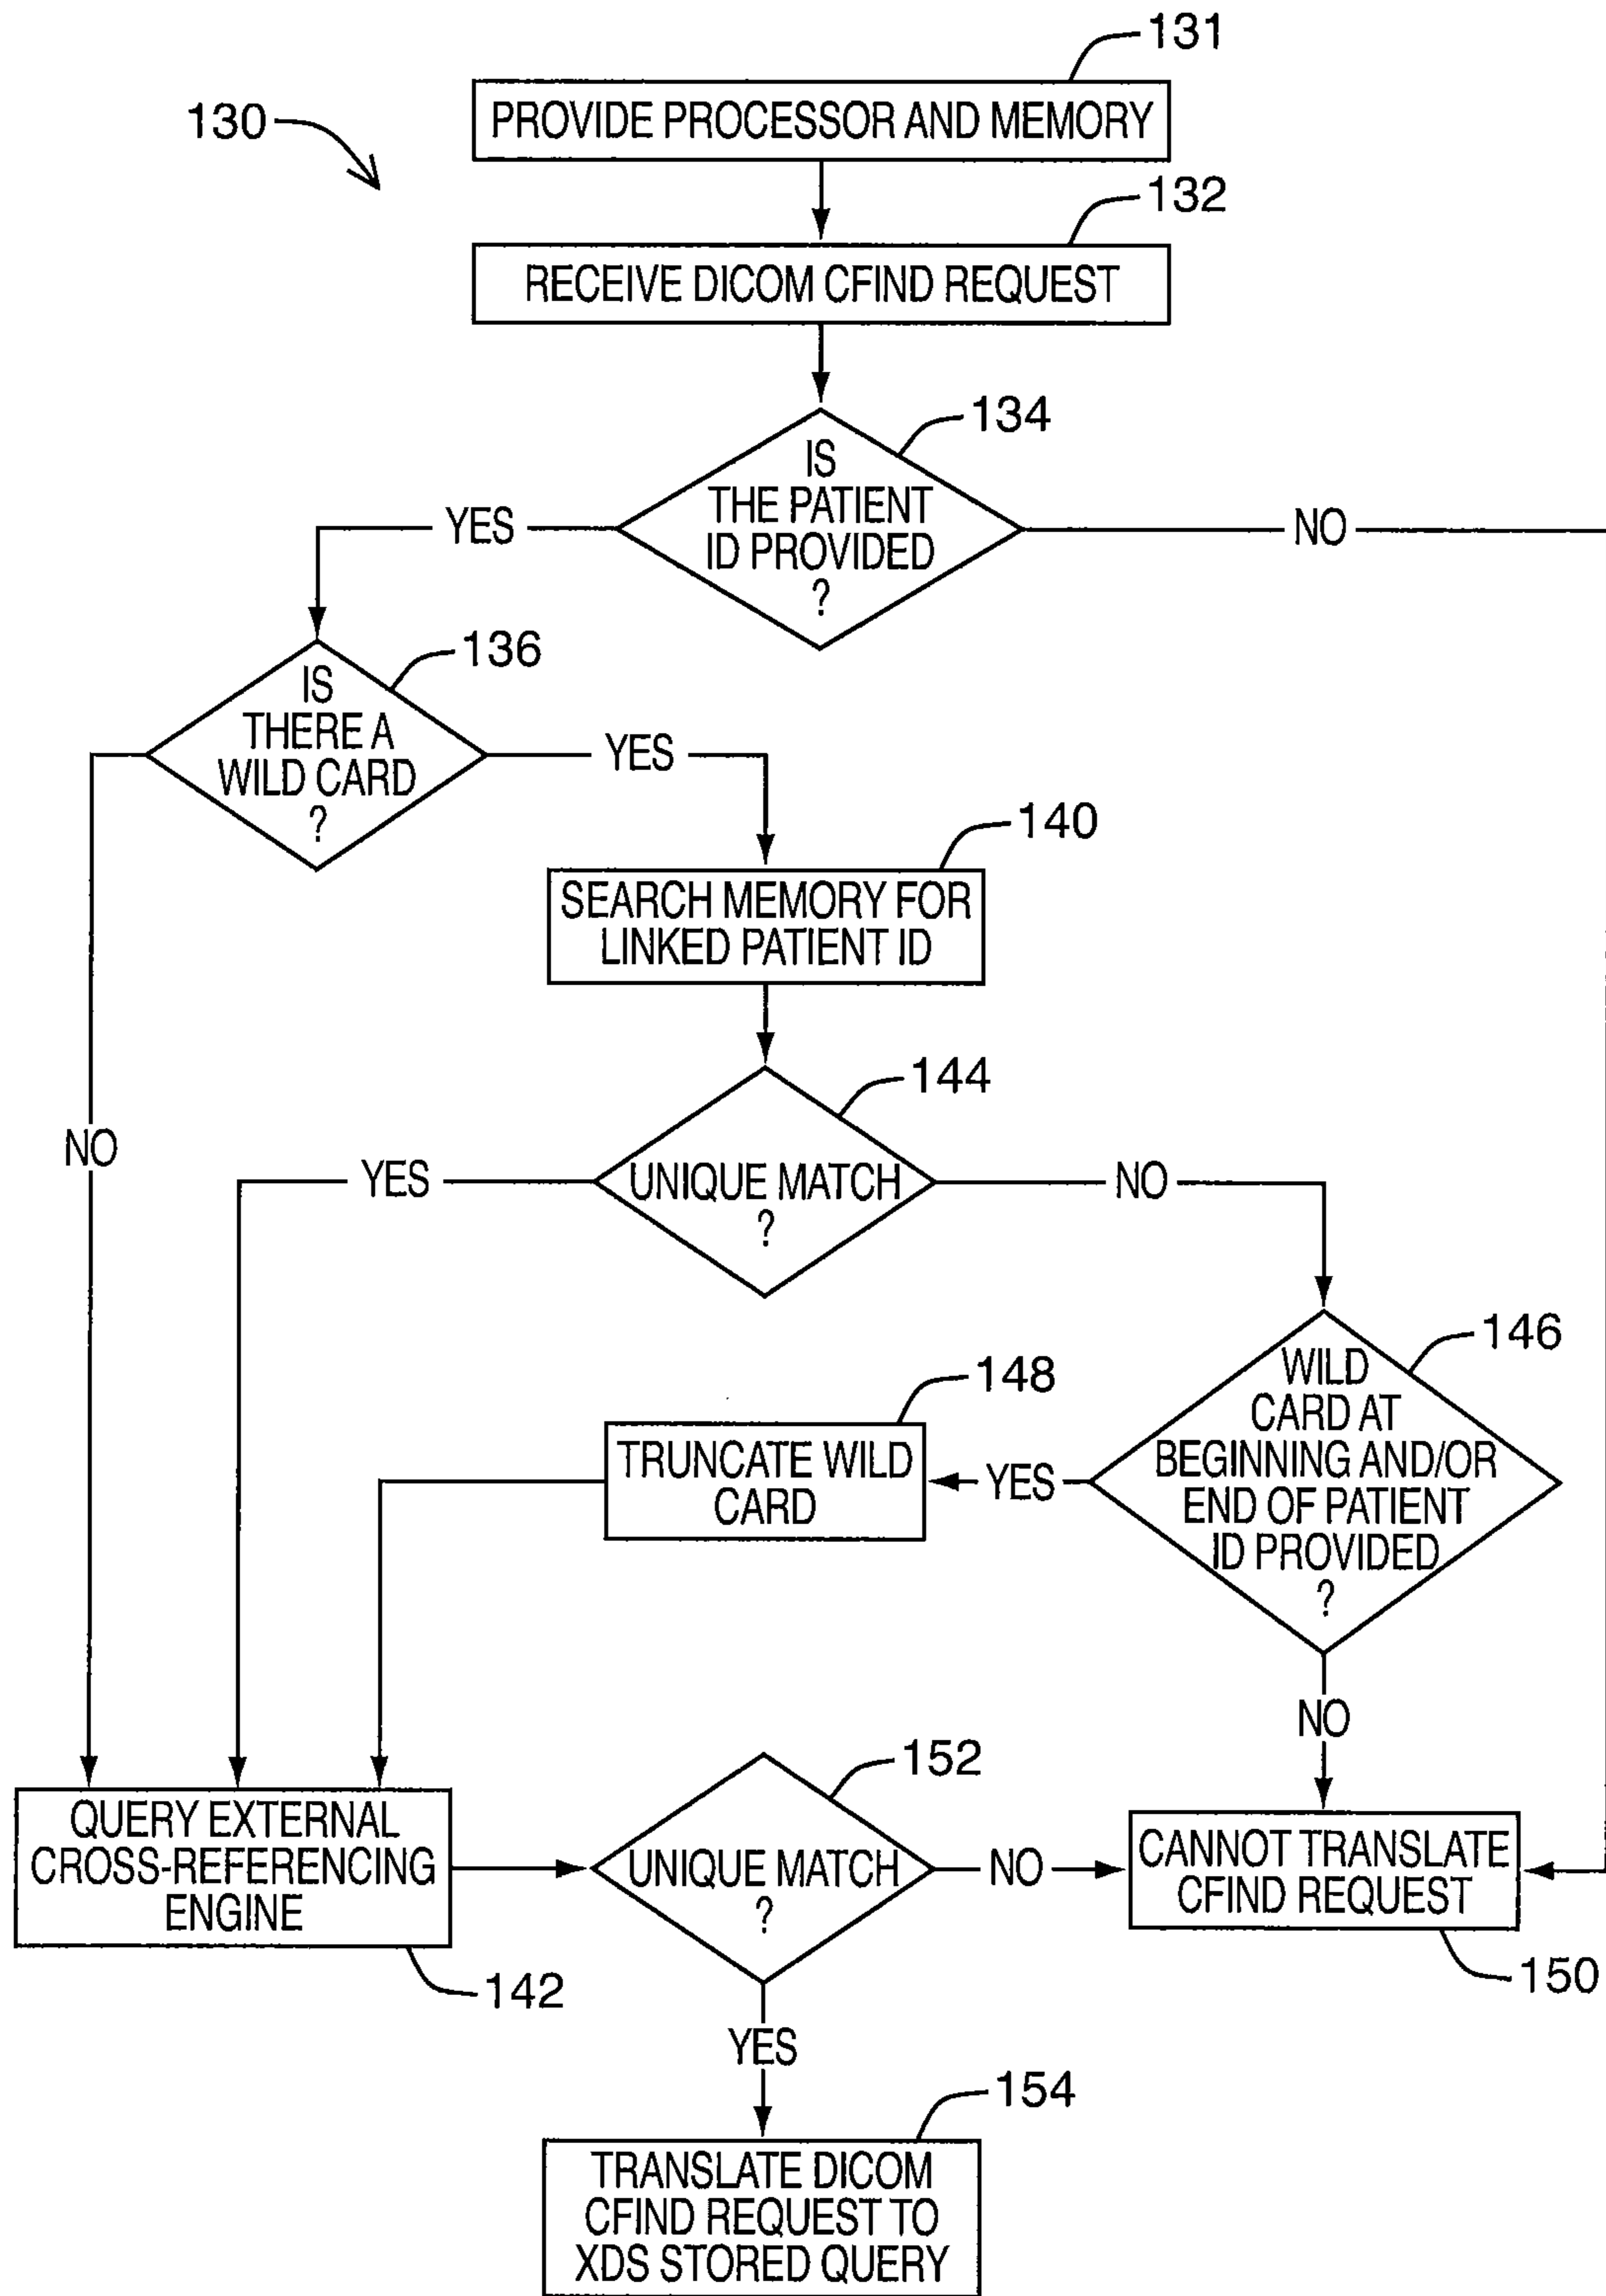 131
PROVIDE PROCESSOR AND MEMORY
130
132
RECEIVE DICOM CFIND REQUEST
134
IS
THE PATIENT
ID PROVIDED
?
YES
NO
136
IS
THERE A
WILD CARD
?
YES
140
SEARCH MEMORY FOR
LINKED PATIENT ID
144
NO
YES
UNIQUE MATCH
?
NO
146
WILD
CARD AT
BEGINNING AND/OR
END OF PATIENT
ID PROVIDED
?
148
TRUNCATE WILD
CARD
YES
NO
152
QUERY EXTERNAL
CROSS-REFERENCING
ENGINE
142
UNIQUE MATCH
?
NO
CANNOT TRANSLATE
CFIND REQUEST
150
YES
154
TRANSLATE DICOM
CFIND REQUEST TO
XDS STORED QUERY